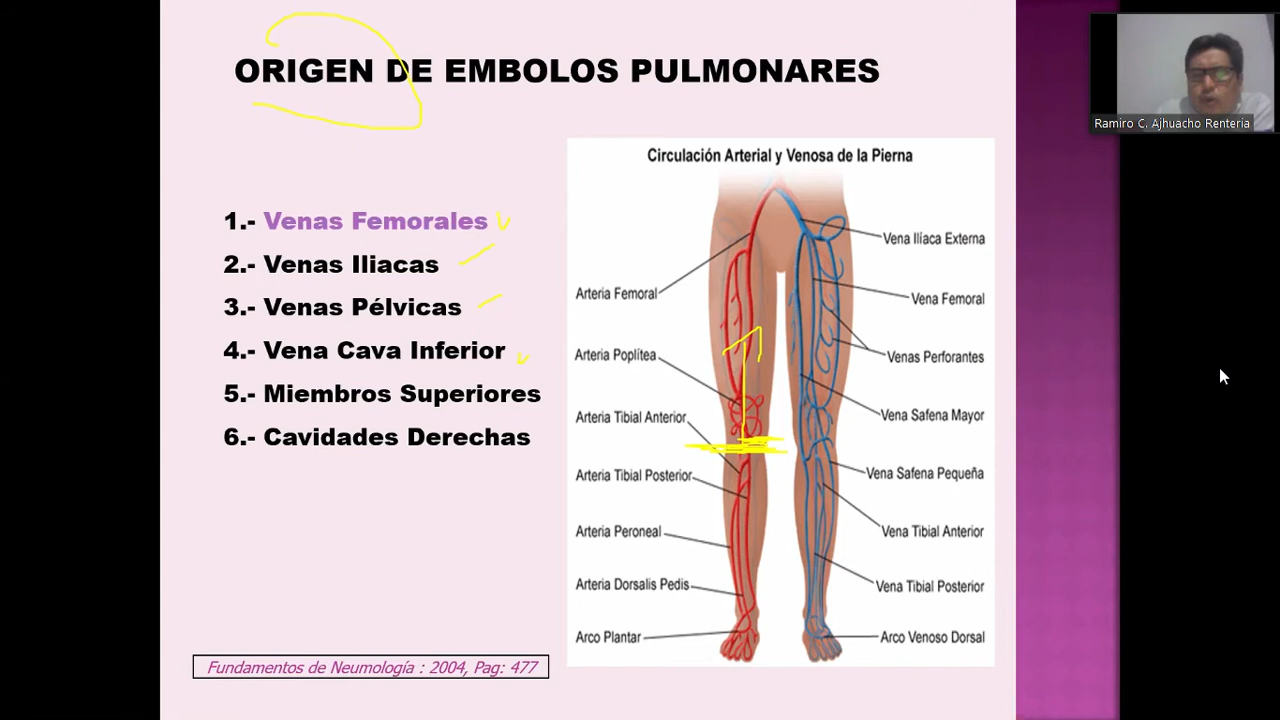 ORIGEN DE EMBOLOS PULMONARES
Ramiro C. Ajhuacho Renteria
1.- Venas Femorales
2.- Venas Iliacas
3.- Venas Pélvicas
4.- Vena Cava Inferior
5.- Miembros Superiores
6.- Cavidades Derechas
Circulación Arterial y Venosa de la Pierna
Arteria Femoral
Arteria Poplítea
Arteria Tibial Anterior
Arteria Tibial Posterior
Arteria Peroneal
Arteria Dorsalis Pedis
Arco Plantar
Vena Ilíaca Externa
Vena Femoral
Venas Perforantes
Vena Safena Mayor
Vena Safena Pequeña
Vena Tibial Anterior
Vena Tibial Posterior
Arco Venoso Dorsal
Fundamentos de Neumología : 2004, Pag: 477